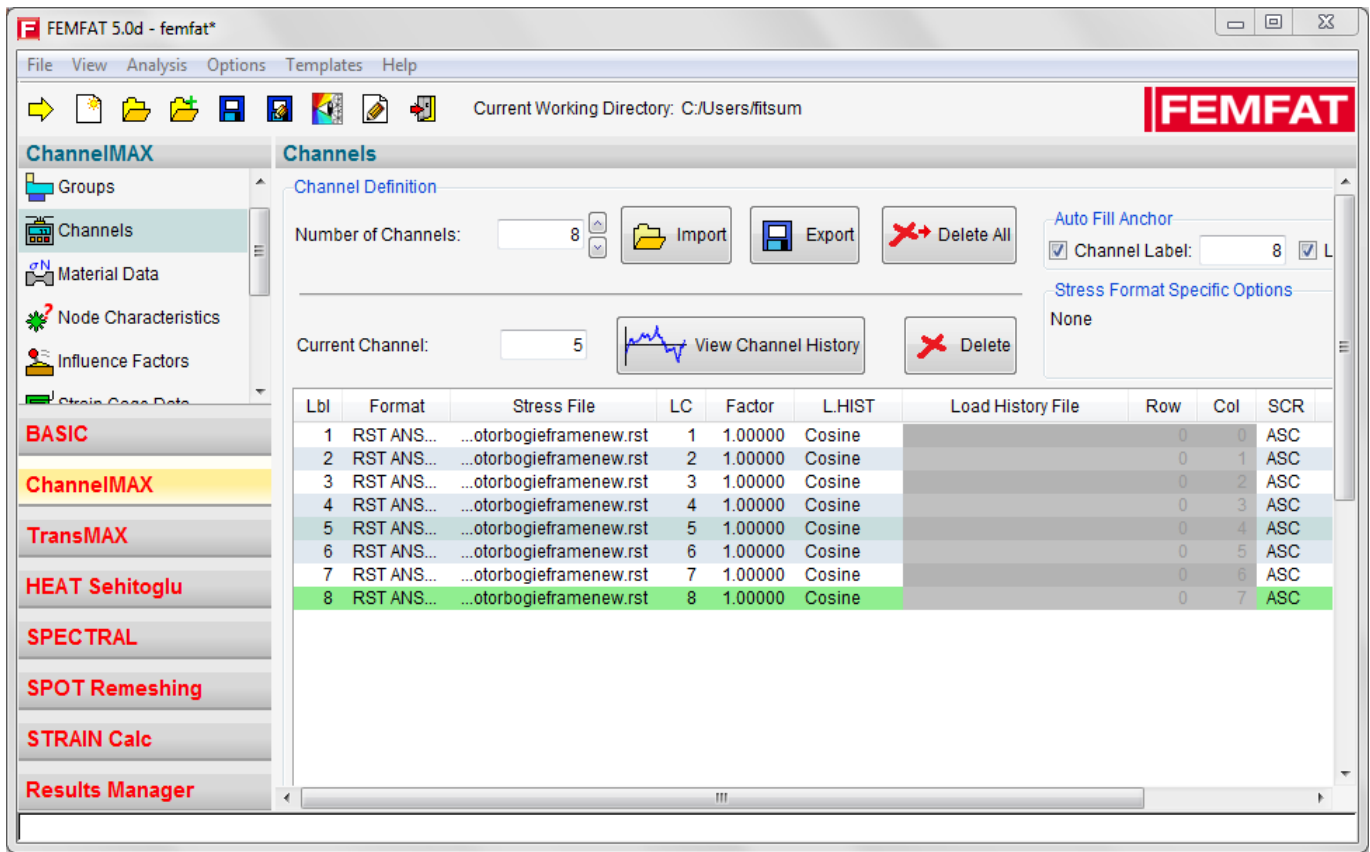 FEMFAT 5.0d - femfat*
File View Analysis Options Templates Help
Current Working Directory: C:/Users/fitsum
FEMFAT
ChannelMAX
Groups
Channels
Material Data
Node Characteristics
Influence Factors
Strain Gage Data
BASIC
ChannelMAX
TransMAX
HEAT Sehitoglu
SPECTRAL
SPOT Remeshing
STRAIN Calc
Results Manager
Channels
Channel Definition
Number of Channels: 8 Import Export Delete All
Auto Fill Anchor
Channel Label: 8 L
Stress Format Specific Options
None
Current Channel: 5 View Channel History Delete
Lbl Format Stress File LC Factor L.HIST Load History File Row Col SCR
1 RST ANS... ...otorbogieframenew.rst 1 1.00000 Cosine 0 0 ASC
2 RST ANS... ...otorbogieframenew.rst 2 1.00000 Cosine 0 1 ASC
3 RST ANS... ...otorbogieframenew.rst 3 1.00000 Cosine 0 2 ASC
4 RST ANS... ...otorbogieframenew.rst 4 1.00000 Cosine 0 3 ASC
5 RST ANS... ...otorbogieframenew.rst 5 1.00000 Cosine 0 4 ASC
6 RST ANS... ...otorbogieframenew.rst 6 1.00000 Cosine 0 5 ASC
7 RST ANS... ...otorbogieframenew.rst 7 1.00000 Cosine 0 6 ASC
8 RST ANS... ...otorbogieframenew.rst 8 1.00000 Cosine 0 7 ASC